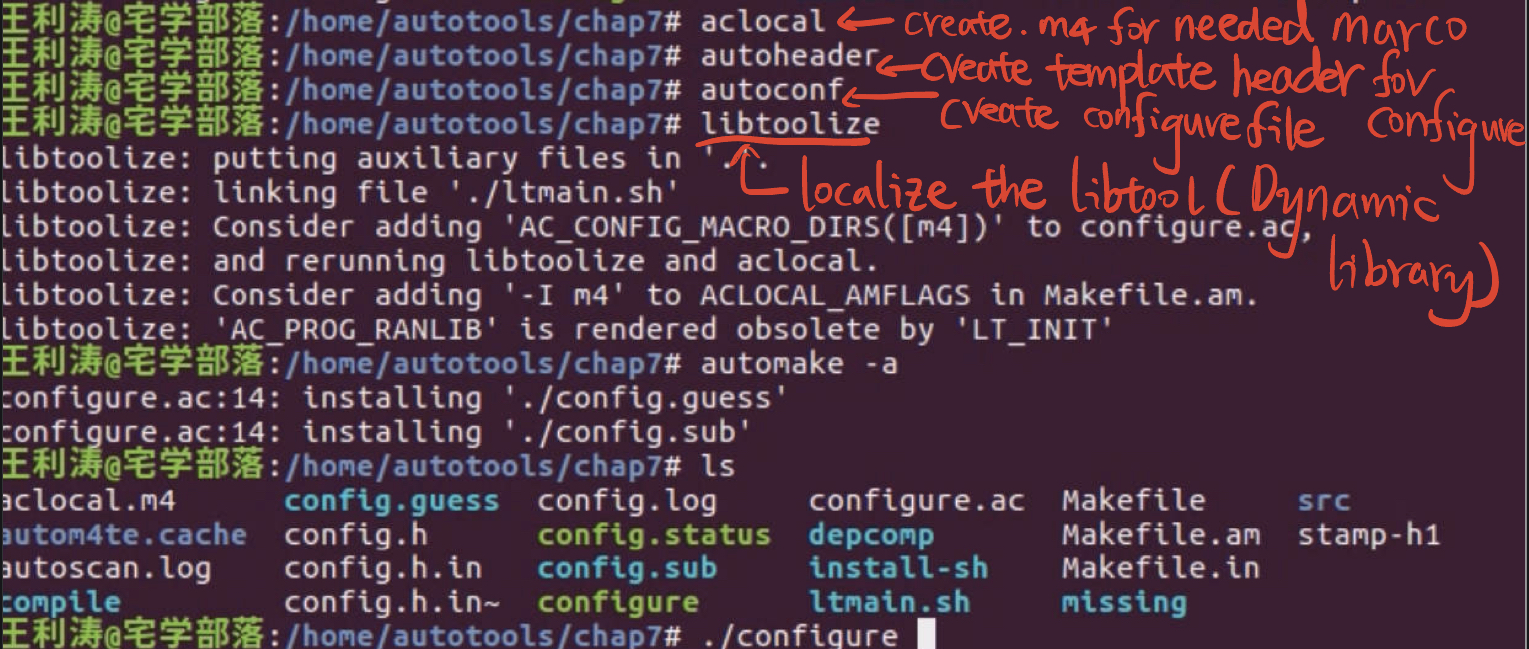 王利涛@宅学部落:/home/autotools/chap7# aclocal ← create .m4 for needed marco
王利涛@宅学部落:/home/autotools/chap7# autoheader ← create template header for configure
王利涛@宅学部落:/home/autotools/chap7# autoconf ← create configure file
王利涛@宅学部落:/home/autotools/chap7# libtoolize
libtoolize: putting auxiliary files in '.'.
localize the libtool (Dynamic library)
libtoolize: linking file './ltmain.sh'
libtoolize: Consider adding 'AC_CONFIG_MACRO_DIRS([m4])' to configure.ac,
libtoolize: and rerunning libtoolize and aclocal.
libtoolize: Consider adding '-I m4' to ACLOCAL_AMFLAGS in Makefile.am.
libtoolize: 'AC_PROG_RANLIB' is rendered obsolete by 'LT_INIT'
王利涛@宅学部落:/home/autotools/chap7# automake -a
configure.ac:14: installing './config.guess'
configure.ac:14: installing './config.sub'
王利涛@宅学部落:/home/autotools/chap7# ls
aclocal.m4 config.guess config.log configure.ac Makefile src
autom4te.cache config.h config.status depcomp Makefile.am stamp-h1
autoscan.log config.h.in config.sub install-sh Makefile.in
compile config.h.in~ configure ltmain.sh missing
王利涛@宅学部落:/home/autotools/chap7# ./configure